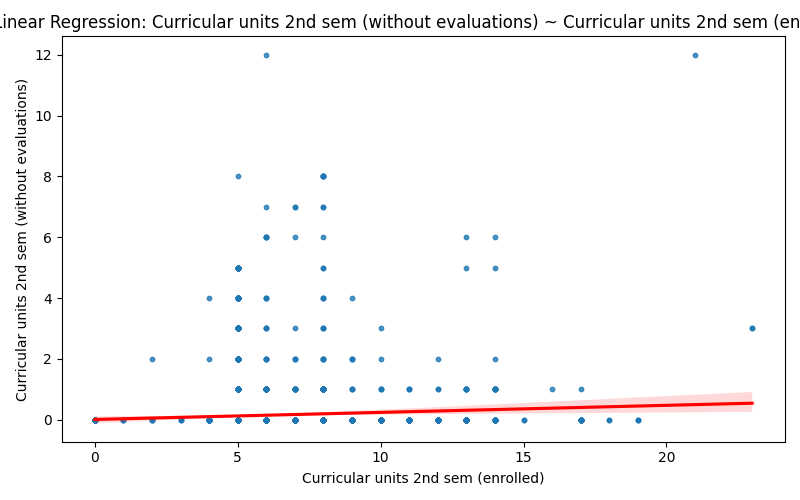 Linear Regression: Curricular units 2nd sem (without evaluations) ~ Curricular units 2nd sem (en
Curricular units 2nd sem (without evaluations)
12
10
8
6
4
2
0
0 5 10 15 20
Curricular units 2nd sem (enrolled)